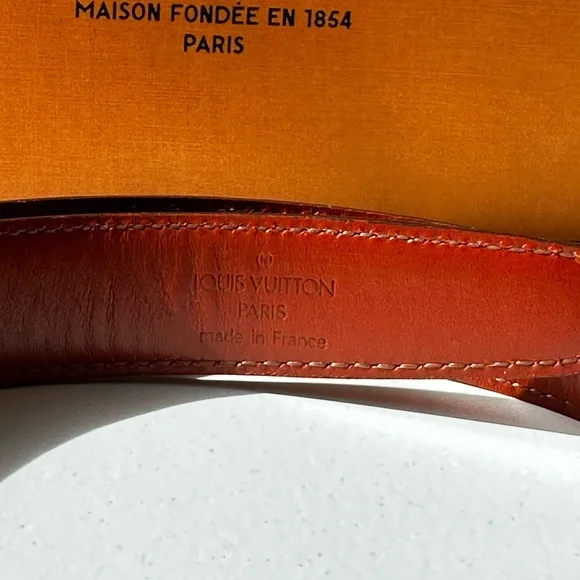 MAISON FONDÉE EN 1854
PARIS
LOUIS VUITTON
PARIS
made in France